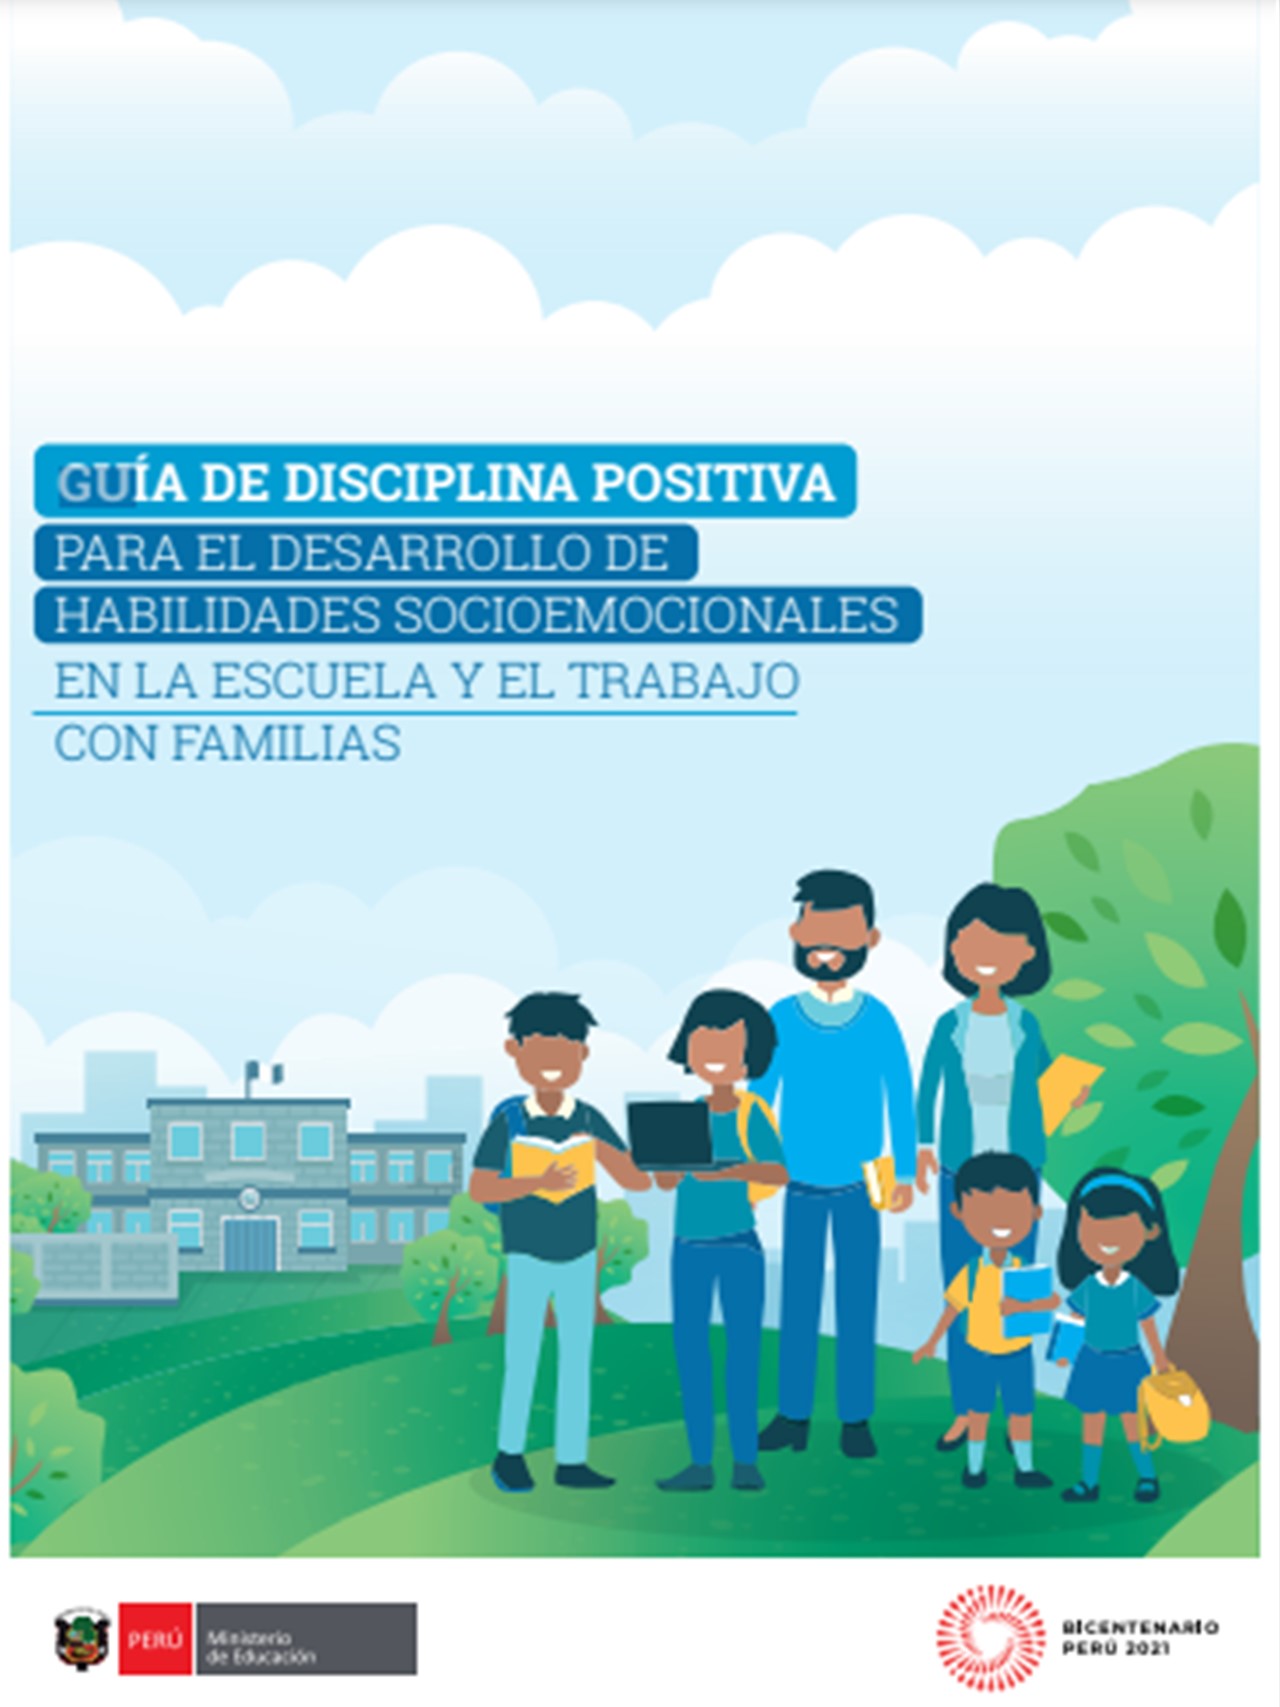 GUÍA DE DISCIPLINA POSITIVA
PARA EL DESARROLLO DE
HABILIDADES SOCIOEMOCIONALES
EN LA ESCUELA Y EL TRABAJO
CON FAMILIAS
PERÚ
Ministerio
de Educación
BICENTENARIO
PERÚ 2021